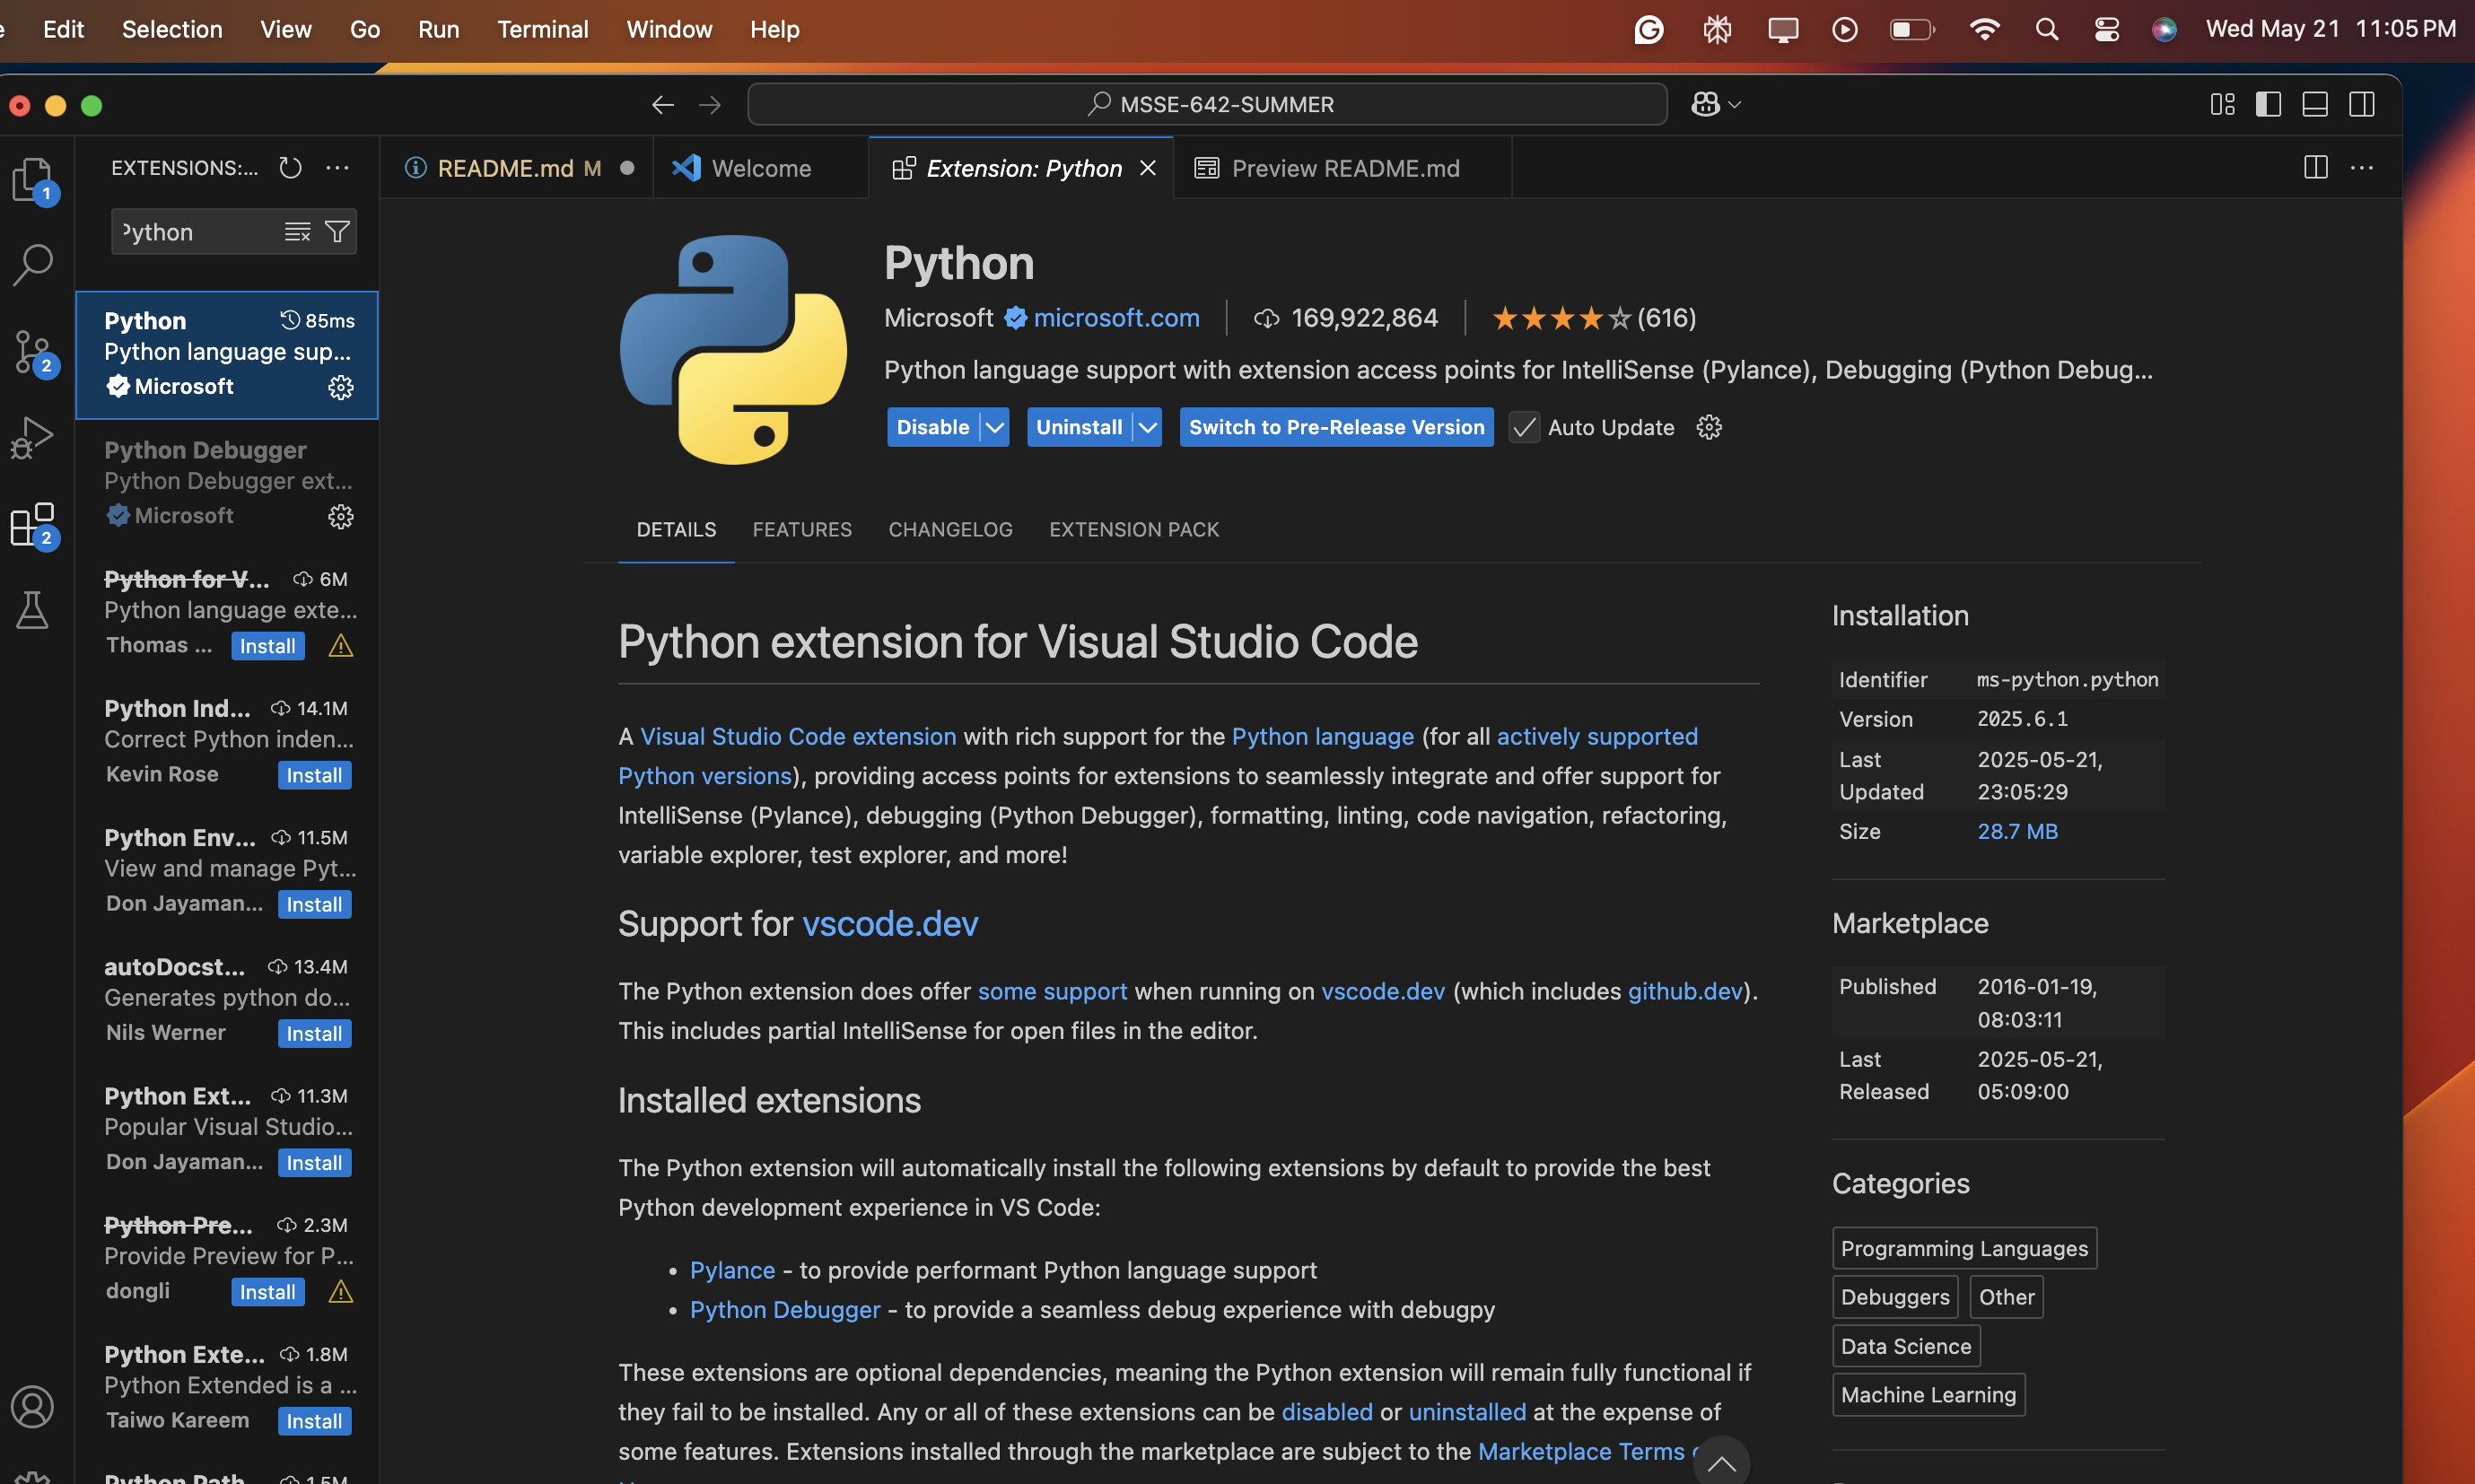 Edit Selection View Go Run Terminal Window Help
Wed May 21 11:05 PM
MSSE-642-SUMMER
EXTENSIONS:...
README.md M
Welcome
Extension: Python
Preview README.md
1
2
2
Python
85ms
Python language sup...
Microsoft
Python Debugger
Python Debugger ext...
Microsoft
Python for V... 6M
Python language exte...
Thomas ... Install
Python Ind... 14.1M
Correct Python inden...
Kevin Rose Install
Python Env... 11.5M
View and manage Pyt...
Don Jayaman... Install
autoDocst... 13.4M
Generates python do...
Nils Werner Install
Python Ext... 11.3M
Popular Visual Studio...
Don Jayaman... Install
Python Pre... 2.3M
Provide Preview for P...
dongli Install
Python Exte... 1.8M
Python Extended is a ...
Taiwo Kareem Install
Python Path 1.5M
Python
Microsoft microsoft.com 169,922,864 (616)
Python language support with extension access points for IntelliSense (Pylance), Debugging (Python Debug...
Disable Uninstall Switch to Pre-Release Version Auto Update
DETAILS FEATURES CHANGELOG EXTENSION PACK
Python extension for Visual Studio Code
A Visual Studio Code extension with rich support for the Python language (for all actively supported
Python versions), providing access points for extensions to seamlessly integrate and offer support for
IntelliSense (Pylance), debugging (Python Debugger), formatting, linting, code navigation, refactoring,
variable explorer, test explorer, and more!
Support for vscode.dev
The Python extension does offer some support when running on vscode.dev (which includes github.dev).
This includes partial IntelliSense for open files in the editor.
Installed extensions
The Python extension will automatically install the following extensions by default to provide the best
Python development experience in VS Code:
• Pylance - to provide performant Python language support
• Python Debugger - to provide a seamless debug experience with debugpy
These extensions are optional dependencies, meaning the Python extension will remain fully functional if
they fail to be installed. Any or all of these extensions can be disabled or uninstalled at the expense of
some features. Extensions installed through the marketplace are subject to the Marketplace Terms
Installation
Identifier ms-python.python
Version 2025.6.1
Last 2025-05-21,
Updated 23:05:29
Size 28.7 MB
Marketplace
Published 2016-01-19,
08:03:11
Last 2025-05-21,
Released 05:09:00
Categories
Programming Languages
Debuggers Other
Data Science
Machine Learning